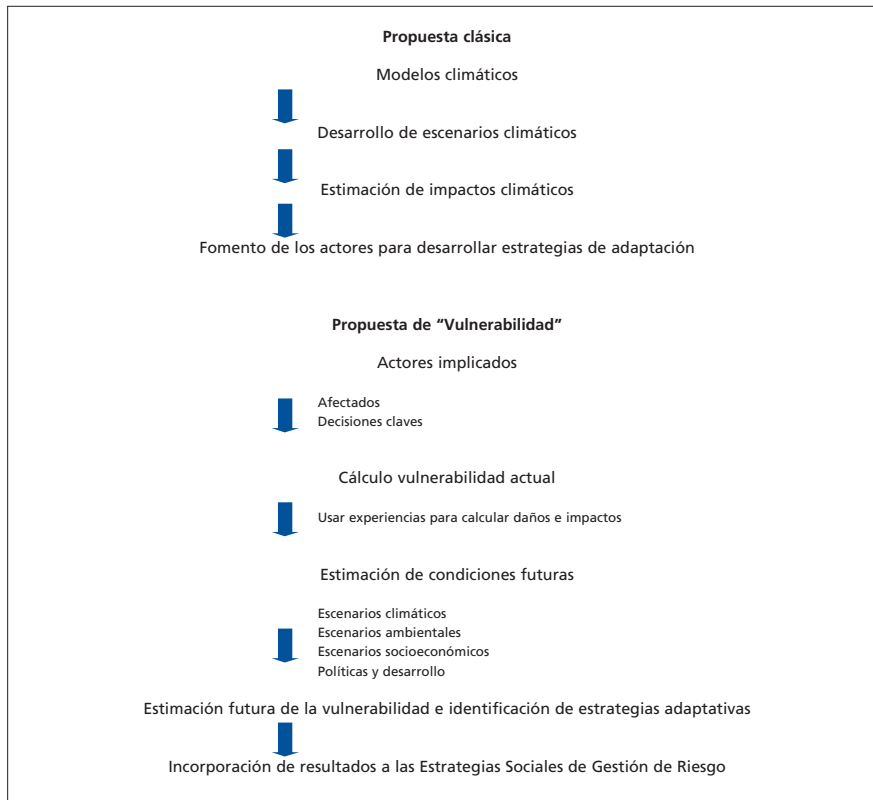 Propuesta clásica
Modelos climáticos
Desarrollo de escenarios climáticos
Estimación de impactos climáticos
Fomento de los actores para desarrollar estrategias de adaptación
Propuesta de “Vulnerabilidad”
Actores implicados
Afectados
Decisiones claves
Cálculo vulnerabilidad actual
Usar experiencias para calcular daños e impactos
Estimación de condiciones futuras
Escenarios climáticos
Escenarios ambientales
Escenarios socioeconómicos
Políticas y desarrollo
Estimación futura de la vulnerabilidad e identificación de estrategias adaptativas
Incorporación de resultados a las Estrategias Sociales de Gestión de Riesgo